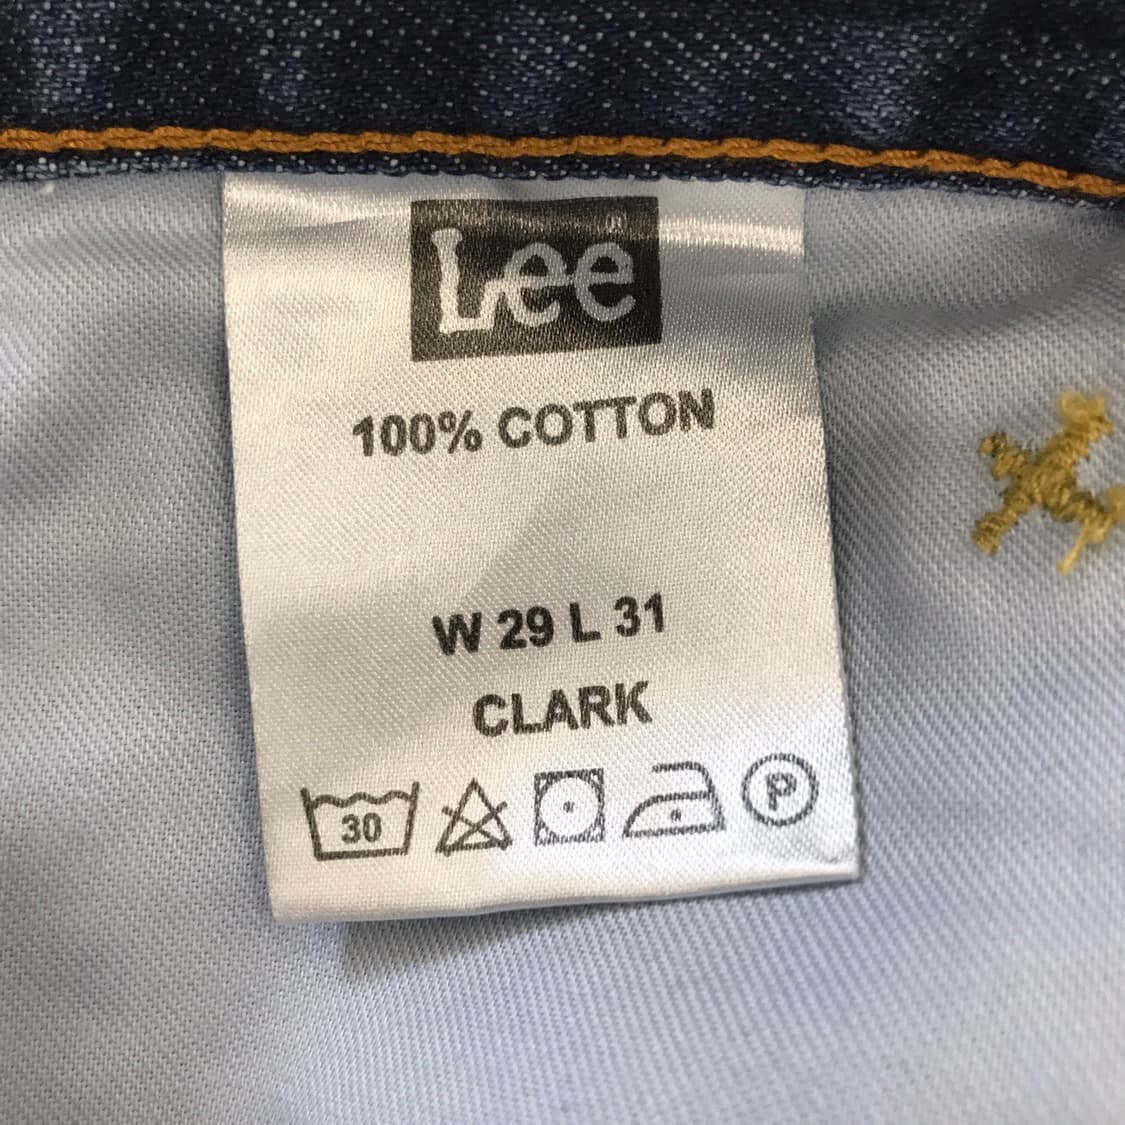 Lee
100% COTTON
W 29 L 31
CLARK
30 P